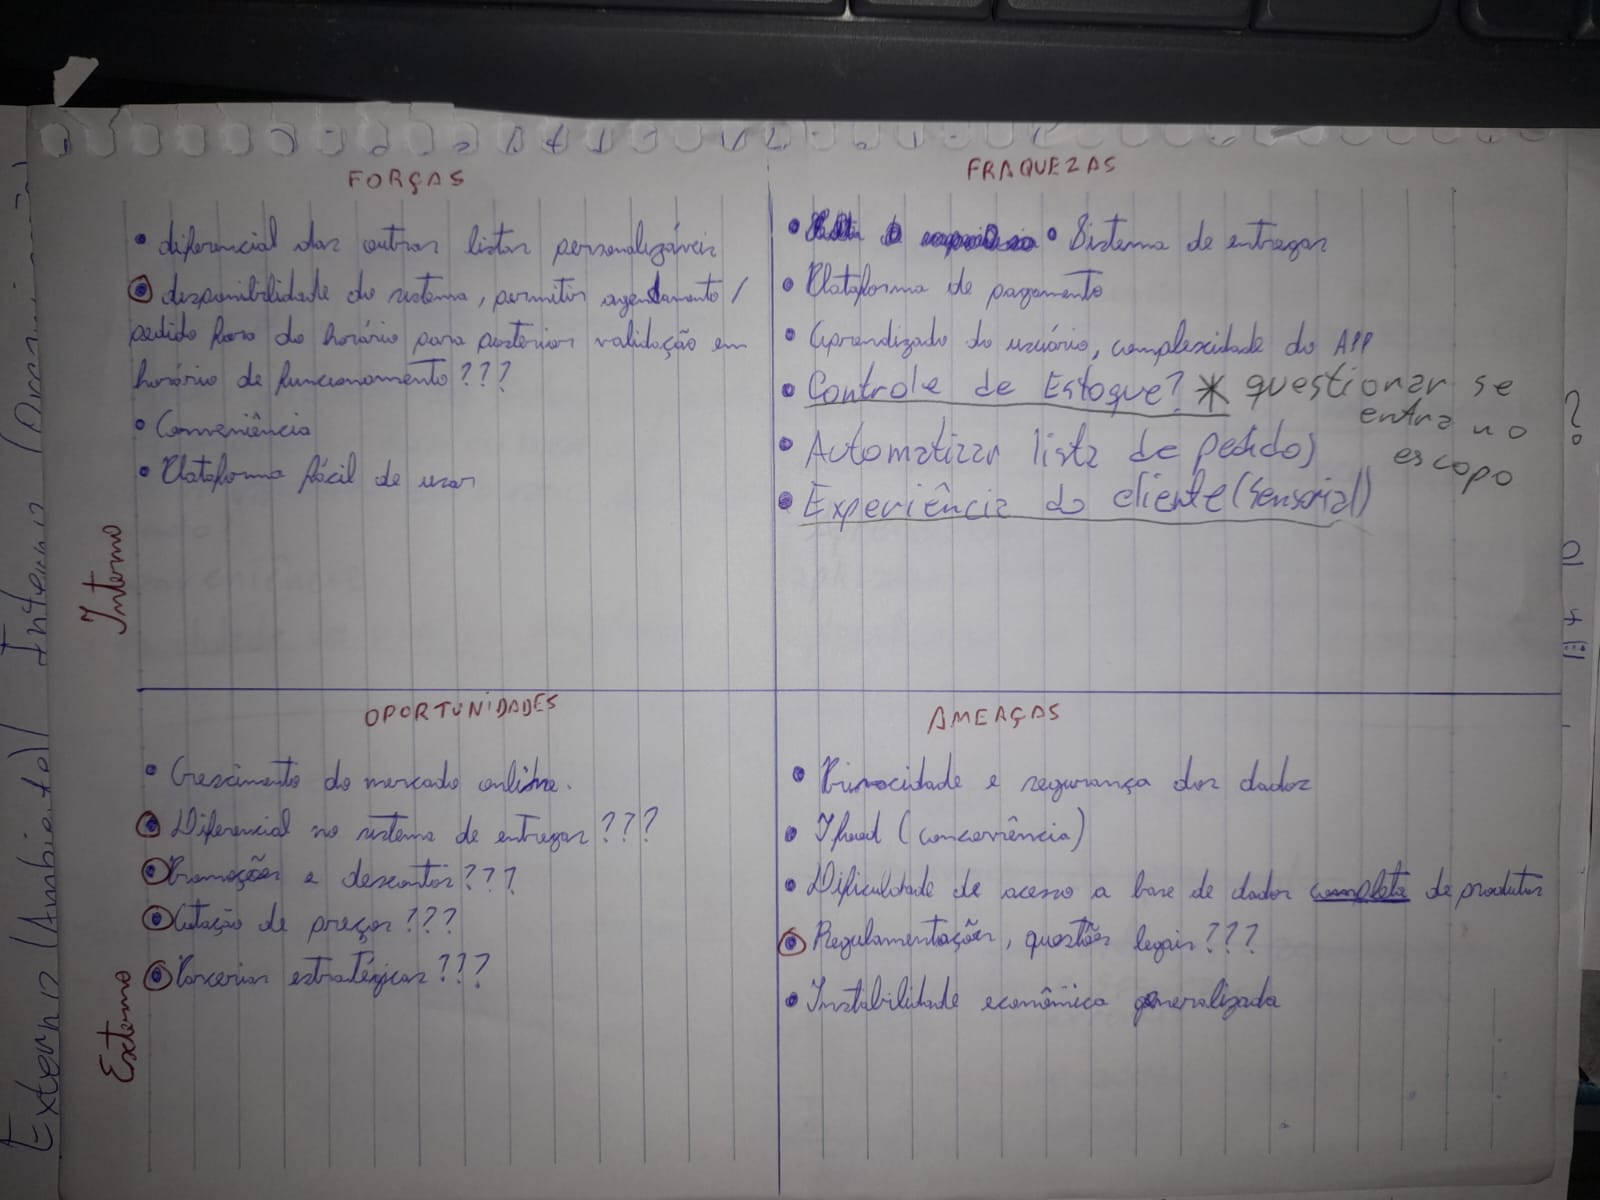 FORÇAS
• diferencial das outras listas personalizáveis
• disponibilidade do sistema, permitir agendamento /
pedido fora do horário para posterior validação em
horário de funcionamento???
• Conveniência
• Plataforma fácil de usar
FRAQUEZAS
• Sistema de entregas
• Plataforma de pagamento
• Aprendizado do usuário, complexidade do APP
• Controle de Estoque? * questionar se
entra no
escopo
?
• Automatizar lista de pedidos
• Experiência do cliente (sensorial)
Interno
OPORTUNIDADES
• Crescimento do mercado online.
• Diferencial no sistema de entregas???
• Promoções e descontos???
• Cotação de preços???
• Parcerias estratégicas???
AMEAÇAS
• Privacidade e segurança dos dados
• Ifood (concorrência)
• Dificuldade de acesso a base de dados completa de produtos
• Regulamentações, questões legais???
• Instabilidade econômica generalizada
Externo
Externa (Ambiental) Interna